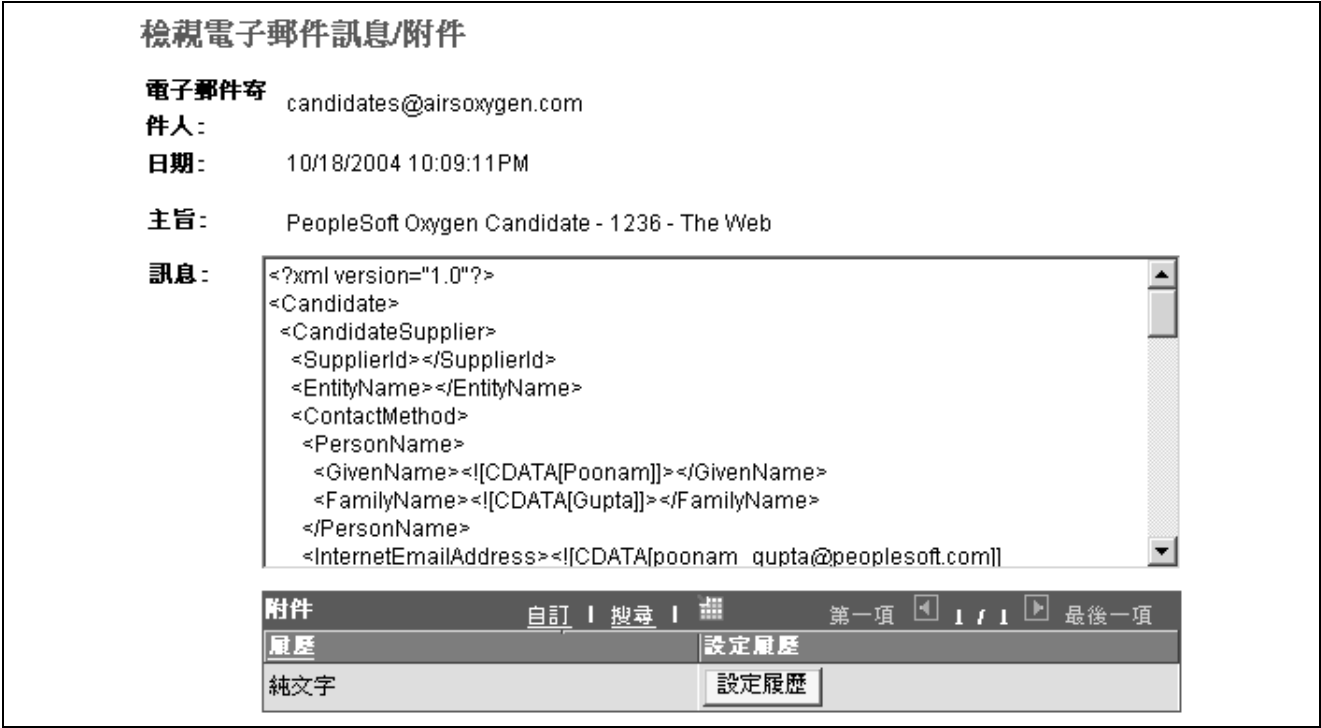 檢視電子郵件訊息/附件
電子郵件寄
件人:
candidates@airsoxygen.com
日期:
10/18/2004 10:09:11PM
主旨:
PeopleSoft Oxygen Candidate - 1236 - The Web
訊息:
<?xml version="1.0"?>
<Candidate>
<CandidateSupplier>
<SupplierId></SupplierId>
<EntityName></EntityName>
<ContactMethod>
<PersonName>
<GivenName><![CDATA[Poonam]]></GivenName>
<FamilyName><![CDATA[Gupta]]></FamilyName>
</PersonName>
<InternetEmailAddress><![CDATA[poonam_gupta@peoplesoft.com]]
附件 自訂 | 搜尋 | 第一項 1 / 1 最後一項
履歷 設定履歷
純文字 設定履歷